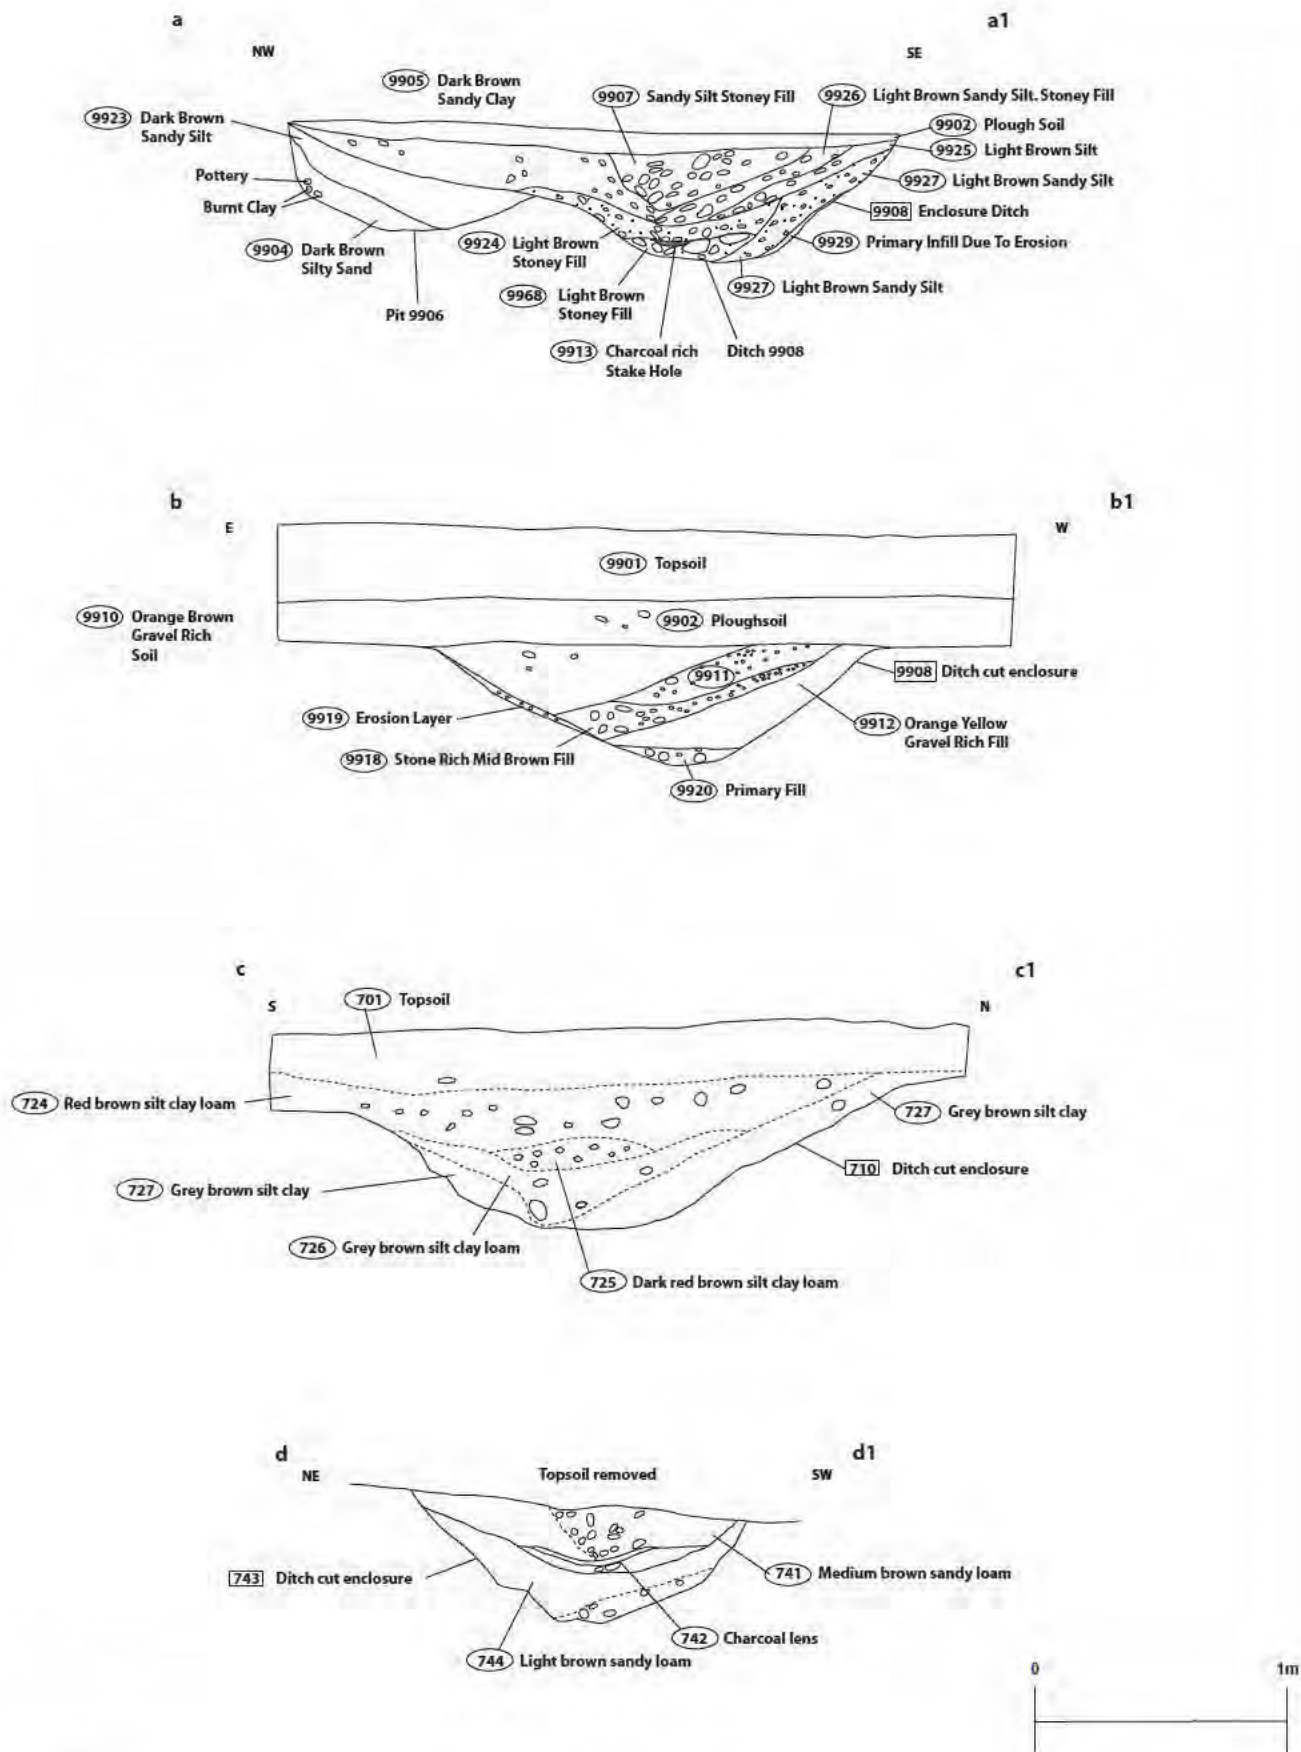 a
a1
NW
SE
9905 Dark Brown
Sandy Clay
9907 Sandy Silt Stoney Fill
9926 Light Brown Sandy Silt. Stoney Fill
9923 Dark Brown
Sandy Silt
9902 Plough Soil
9925 Light Brown Silt
Pottery
9927 Light Brown Sandy Silt
Burnt Clay
9908 Enclosure Ditch
9904 Dark Brown
Silty Sand
9924 Light Brown
Stoney Fill
9929 Primary Infill Due To Erosion
9968 Light Brown
Stoney Fill
9927 Light Brown Sandy Silt
Pit 9906
9913 Charcoal rich
Stake Hole
Ditch 9908
b
b1
E
W
9901 Topsoil
9910 Orange Brown
Gravel Rich
Soil
9902 Ploughsoil
9911
9908 Ditch cut enclosure
9919 Erosion Layer
9912 Orange Yellow
Gravel Rich Fill
9918 Stone Rich Mid Brown Fill
9920 Primary Fill
c
c1
S
N
701 Topsoil
724 Red brown silt clay loam
727 Grey brown silt clay
710 Ditch cut enclosure
727 Grey brown silt clay
726 Grey brown silt clay loam
725 Dark red brown silt clay loam
d
d1
NE
Topsoil removed
SW
743 Ditch cut enclosure
741 Medium brown sandy loam
742 Charcoal lens
744 Light brown sandy loam
0
1m